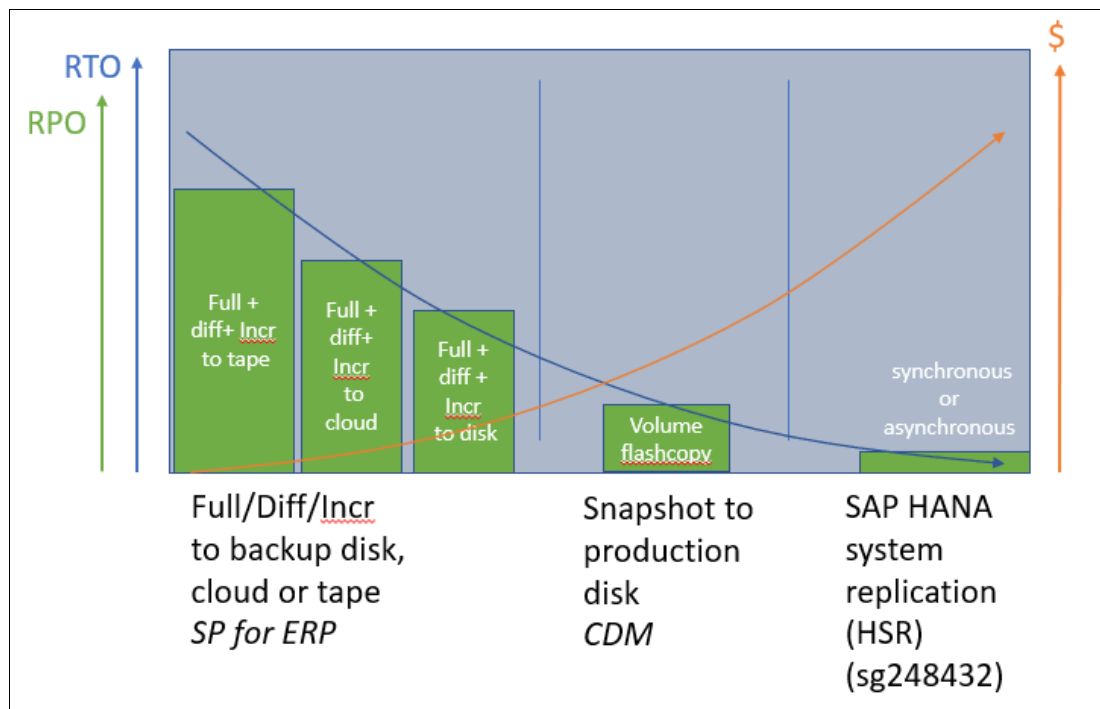 $
RTO
RPO
Full +
diff+ Incr
to tape
Full +
diff+
Incr
to
cloud
Full +
diff +
Incr
to disk
Volume
flashcopy
synchronous
or
asynchronous
Full/Diff/Incr
to backup disk,
cloud or tape
SP for ERP
Snapshot to
production
disk
CDM
SAP HANA
system
replication
(HSR)
(sg248432)